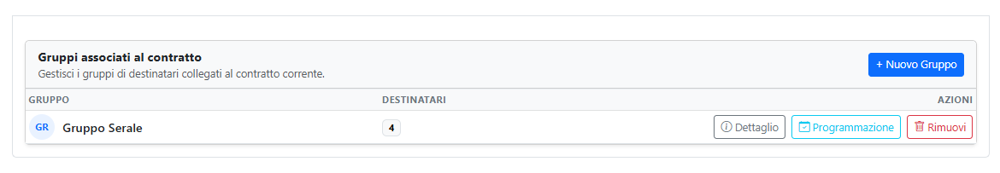 Gruppi associati al contratto
Gestisci i gruppi di destinatari collegati al contratto corrente.
+ Nuovo Gruppo
GRUPPO DESTINATARI AZIONI
GR Gruppo Serale 4 Dettaglio Programmazione Rimuovi